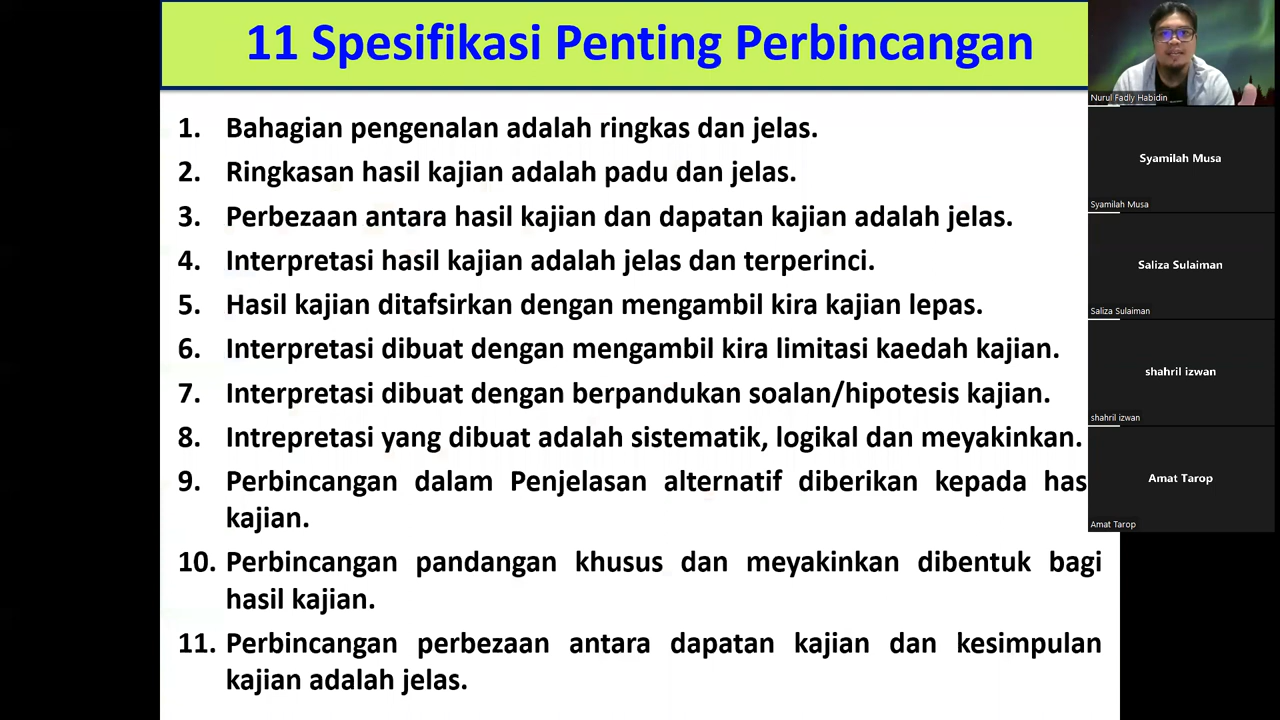 11 Spesifikasi Penting Perbincangan
1. Bahagian pengenalan adalah ringkas dan jelas.
2. Ringkasan hasil kajian adalah padu dan jelas.
3. Perbezaan antara hasil kajian dan dapatan kajian adalah jelas.
4. Interpretasi hasil kajian adalah jelas dan terperinci.
5. Hasil kajian ditafsirkan dengan mengambil kira kajian lepas.
6. Interpretasi dibuat dengan mengambil kira limitasi kaedah kajian.
7. Interpretasi dibuat dengan berpandukan soalan/hipotesis kajian.
8. Intrepretasi yang dibuat adalah sistematik, logikal dan meyakinkan.
9. Perbincangan dalam Penjelasan alternatif diberikan kepada has
kajian.
10. Perbincangan pandangan khusus dan meyakinkan dibentuk bagi
hasil kajian.
11. Perbincangan perbezaan antara dapatan kajian dan kesimpulan
kajian adalah jelas.
Nurul Fadly Habidin
Syamilah Musa
Syamilah Musa
Saliza Sulaiman
Saliza Sulaiman
shahril izwan
shahril izwan
Amat Tarop
Amat Tarop